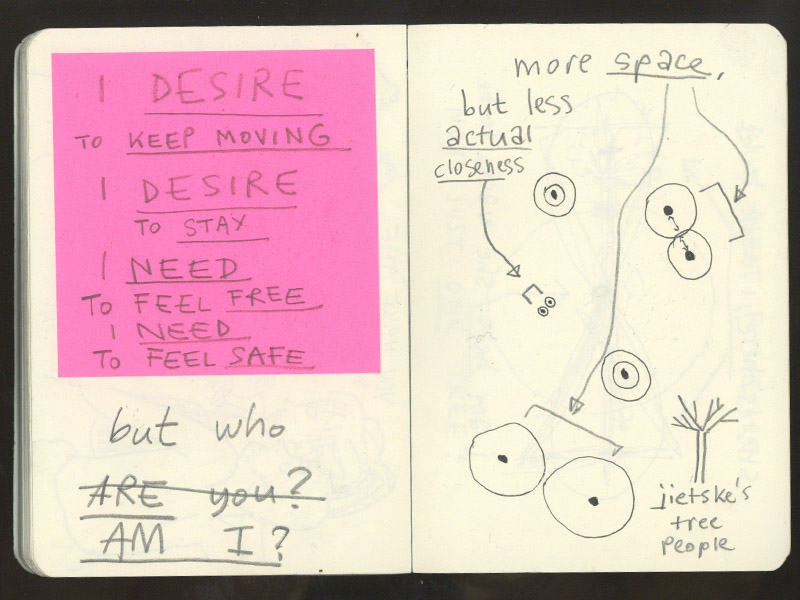 I DESIRE
TO KEEP MOVING
I DESIRE
TO STAY
I NEED
TO FEEL FREE
I NEED
TO FEEL SAFE
but who
ARE you?
AM I?
more space,
but less
actual
closeness
jietske's
tree
people